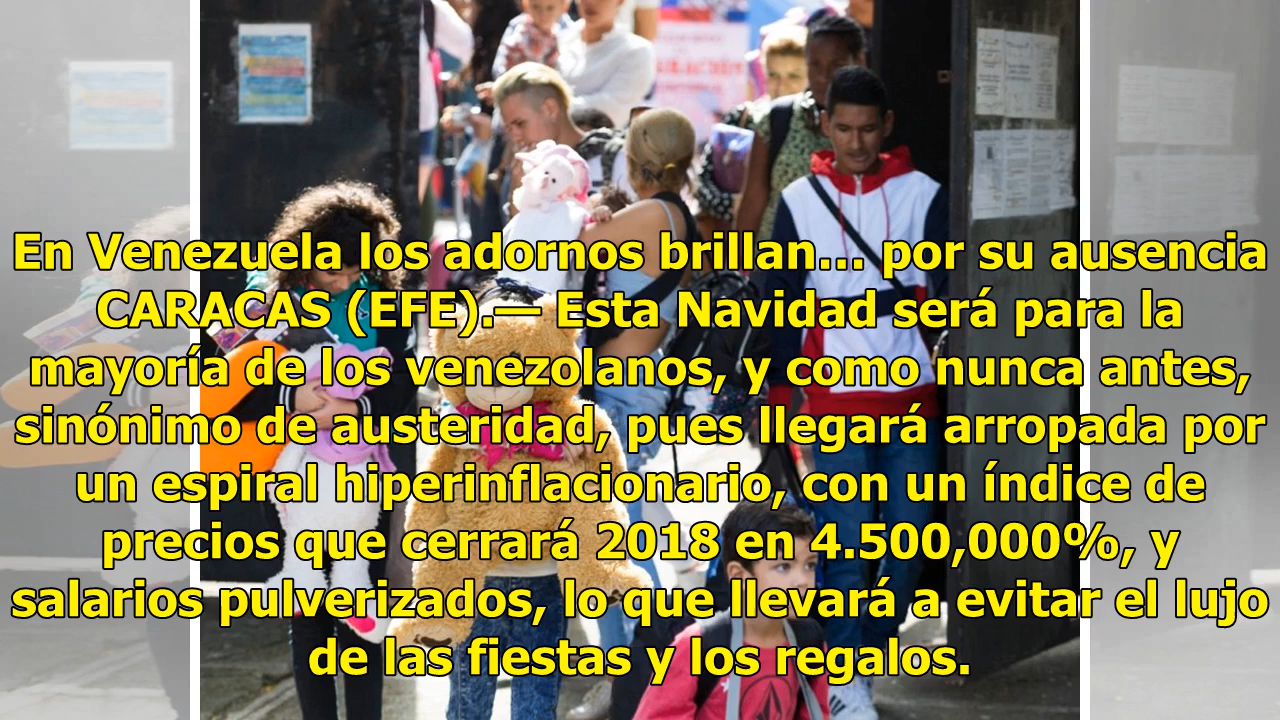 En Venezuela los adornos brillan... por su ausencia
CARACAS (EFE).— Esta Navidad será para la
mayoría de los venezolanos, y como nunca antes,
sinónimo de austeridad, pues llegará arropada por
un espiral hiperinflacionario, con un índice de
precios que cerrará 2018 en 4.500,000%, y
salarios pulverizados, lo que llevará a evitar el lujo
de las fiestas y los regalos.